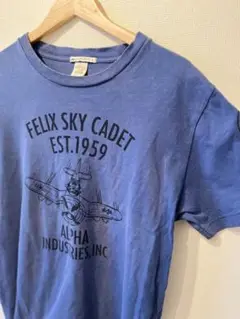 FELIX SKY CADET
EST.1959
ALPHA
INDUSTRIES, INC